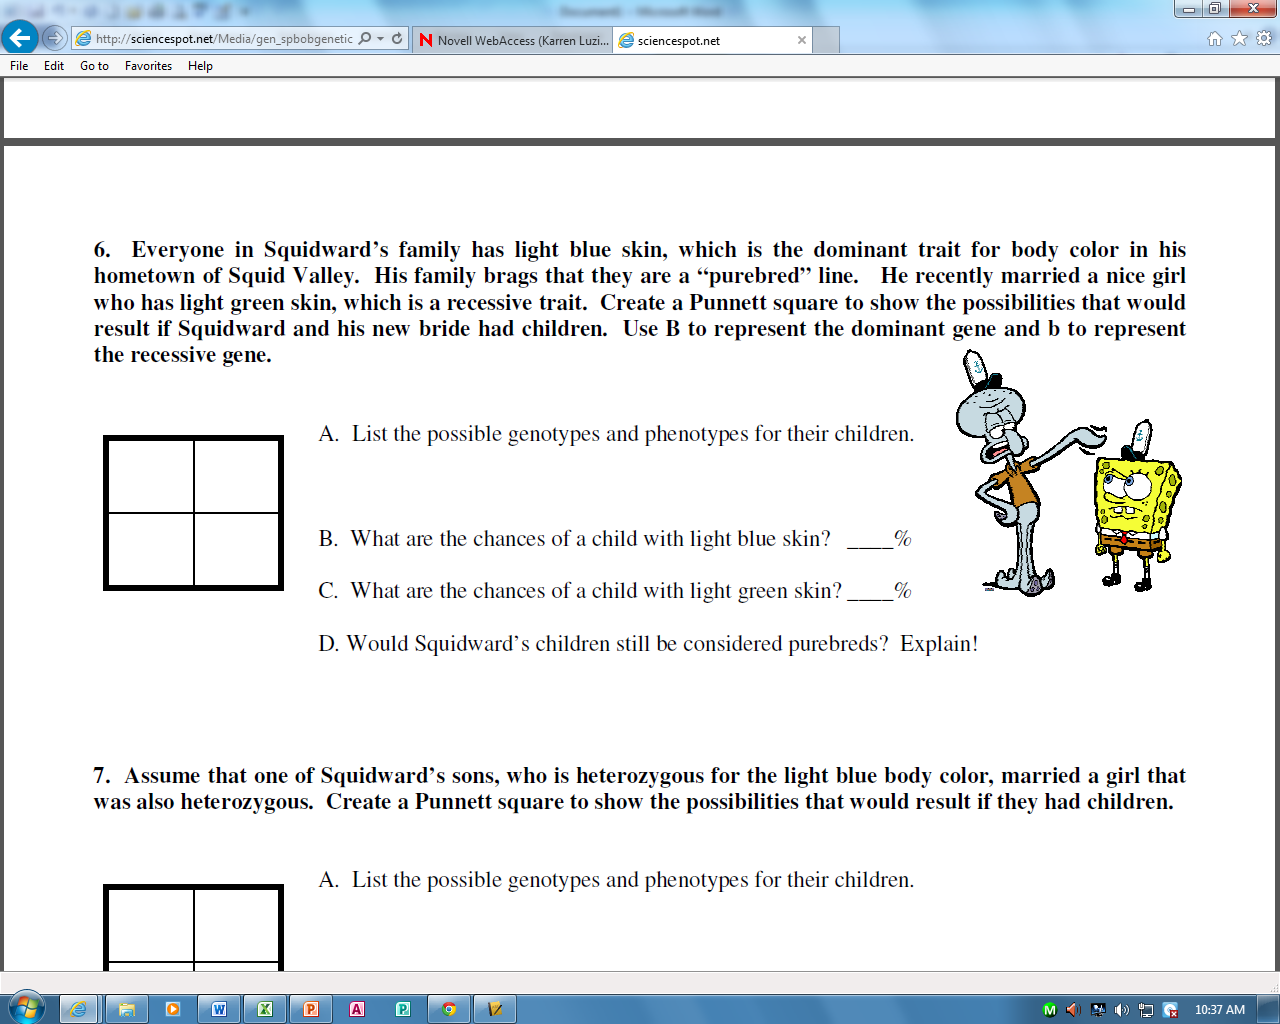 Document1 - Microsoft Word
http://sciencespot.net/Media/gen_spbobgenetic
Novell WebAccess (Karren Luzi...
sciencespot.net
File Edit Go to Favorites Help
6. Everyone in Squidward’s family has light blue skin, which is the dominant trait for body color in his
hometown of Squid Valley. His family brags that they are a “purebred” line. He recently married a nice girl
who has light green skin, which is a recessive trait. Create a Punnett square to show the possibilities that would
result if Squidward and his new bride had children. Use B to represent the dominant gene and b to represent
the recessive gene.
A. List the possible genotypes and phenotypes for their children.
B. What are the chances of a child with light blue skin? ____%
C. What are the chances of a child with light green skin? ____%
D. Would Squidward’s children still be considered purebreds? Explain!
7. Assume that one of Squidward’s sons, who is heterozygous for the light blue body color, married a girl that
was also heterozygous. Create a Punnett square to show the possibilities that would result if they had children.
A. List the possible genotypes and phenotypes for their children.
10:37 AM